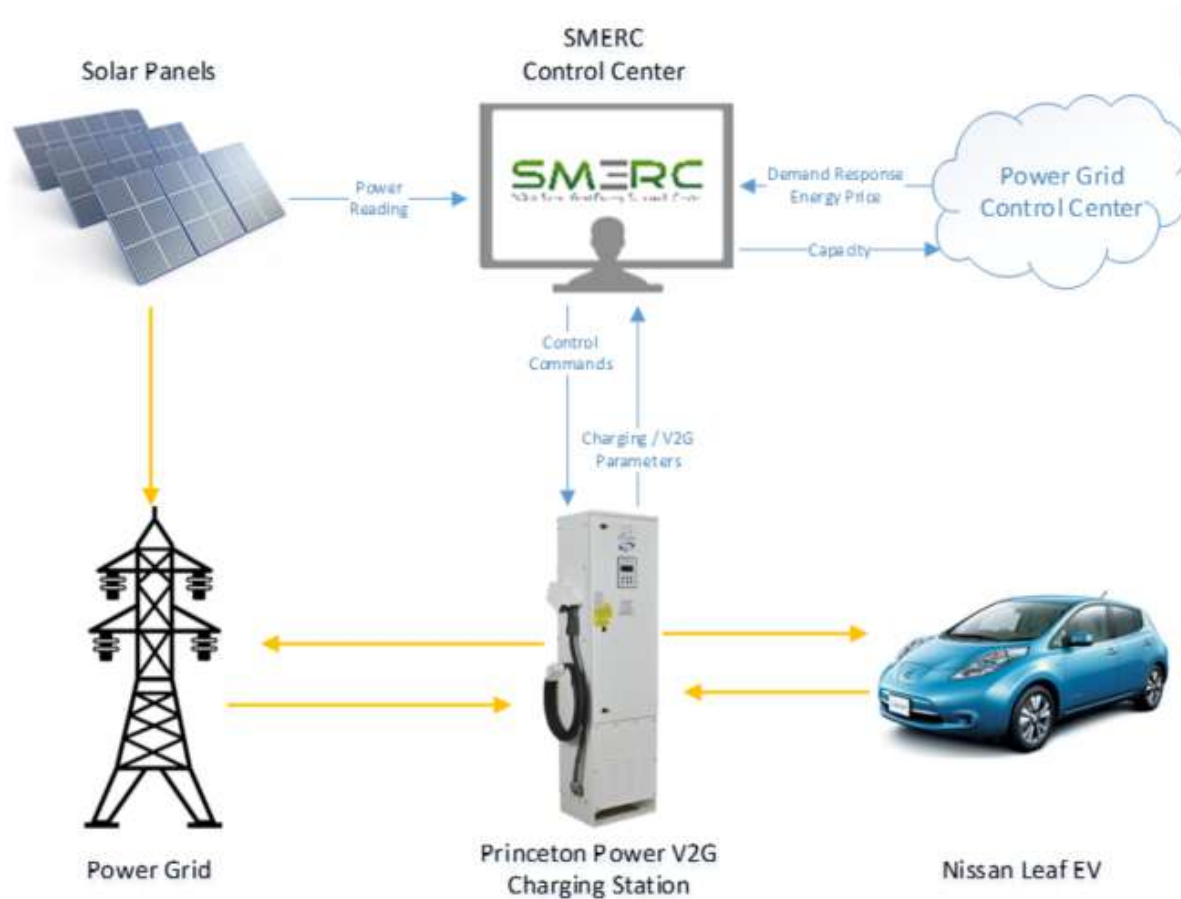 SMERC
Control Center
Solar Panels
SMERC
Power
Reading
Demand Response
Energy Price
Power Grid
Control Center
Capacity
Control
Commands
Charging / V2G
Parameters
Power Grid
Princeton Power V2G
Charging Station
Nissan Leaf EV